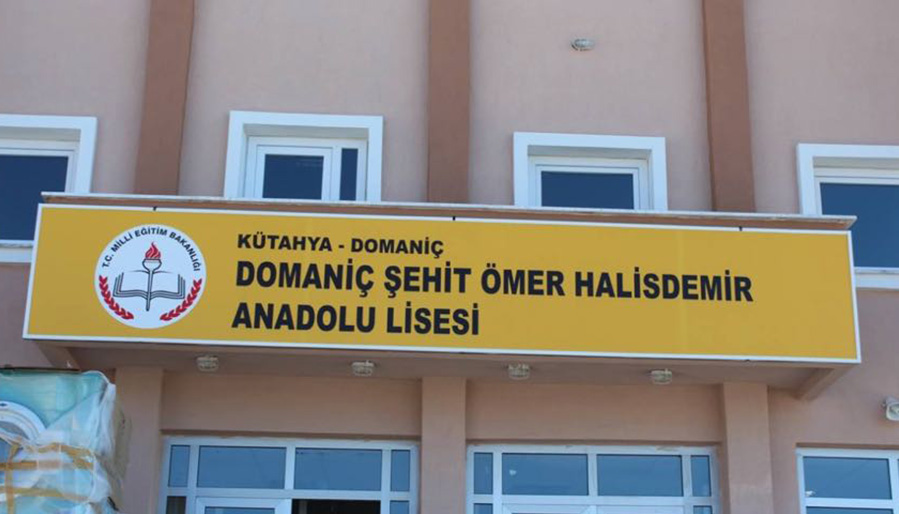 T.C. MİLLİ EĞİTİM BAKANLIĞI
KÜTAHYA - DOMANİÇ
DOMANİÇ ŞEHİT ÖMER HALİSDEMİR
ANADOLU LİSESİ